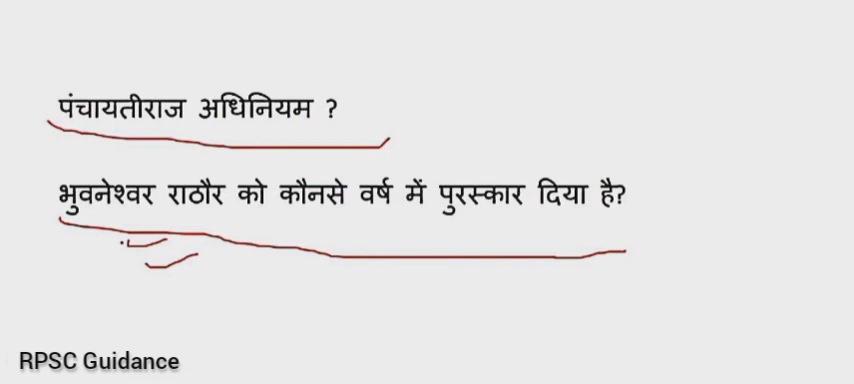 पंचायतीराज अधिनियम ?
भुवनेश्वर राठौर को कौनसे वर्ष में पुरस्कार दिया है?
RPSC Guidance